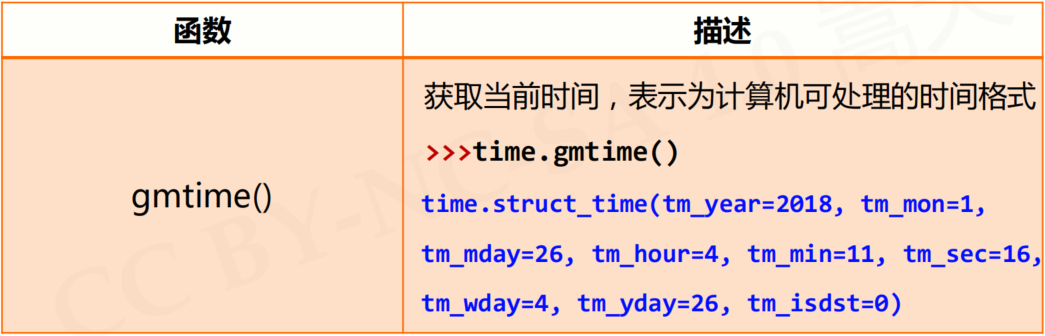 函数
描述
gmtime()
获取当前时间，表示为计算机可处理的时间格式
>>>time.gmtime()
time.struct_time(tm_year=2018, tm_mon=1,
tm_mday=26, tm_hour=4, tm_min=11, tm_sec=16,
tm_wday=4, tm_yday=26, tm_isdst=0)
CC BY-NC-SA 4.0 嵩天